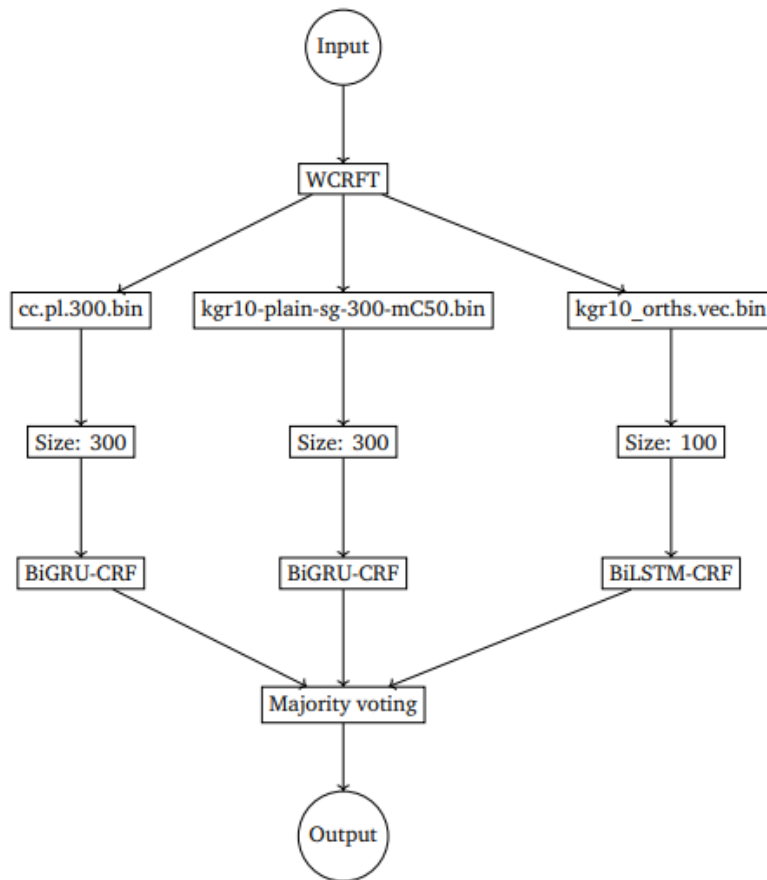 Input
WCRFT
cc.pl.300.bin
kgr10-plain-sg-300-mC50.bin
kgr10_orths.vec.bin
Size: 300
Size: 300
Size: 100
BiGRU-CRF
BiGRU-CRF
BiLSTM-CRF
Majority voting
Output